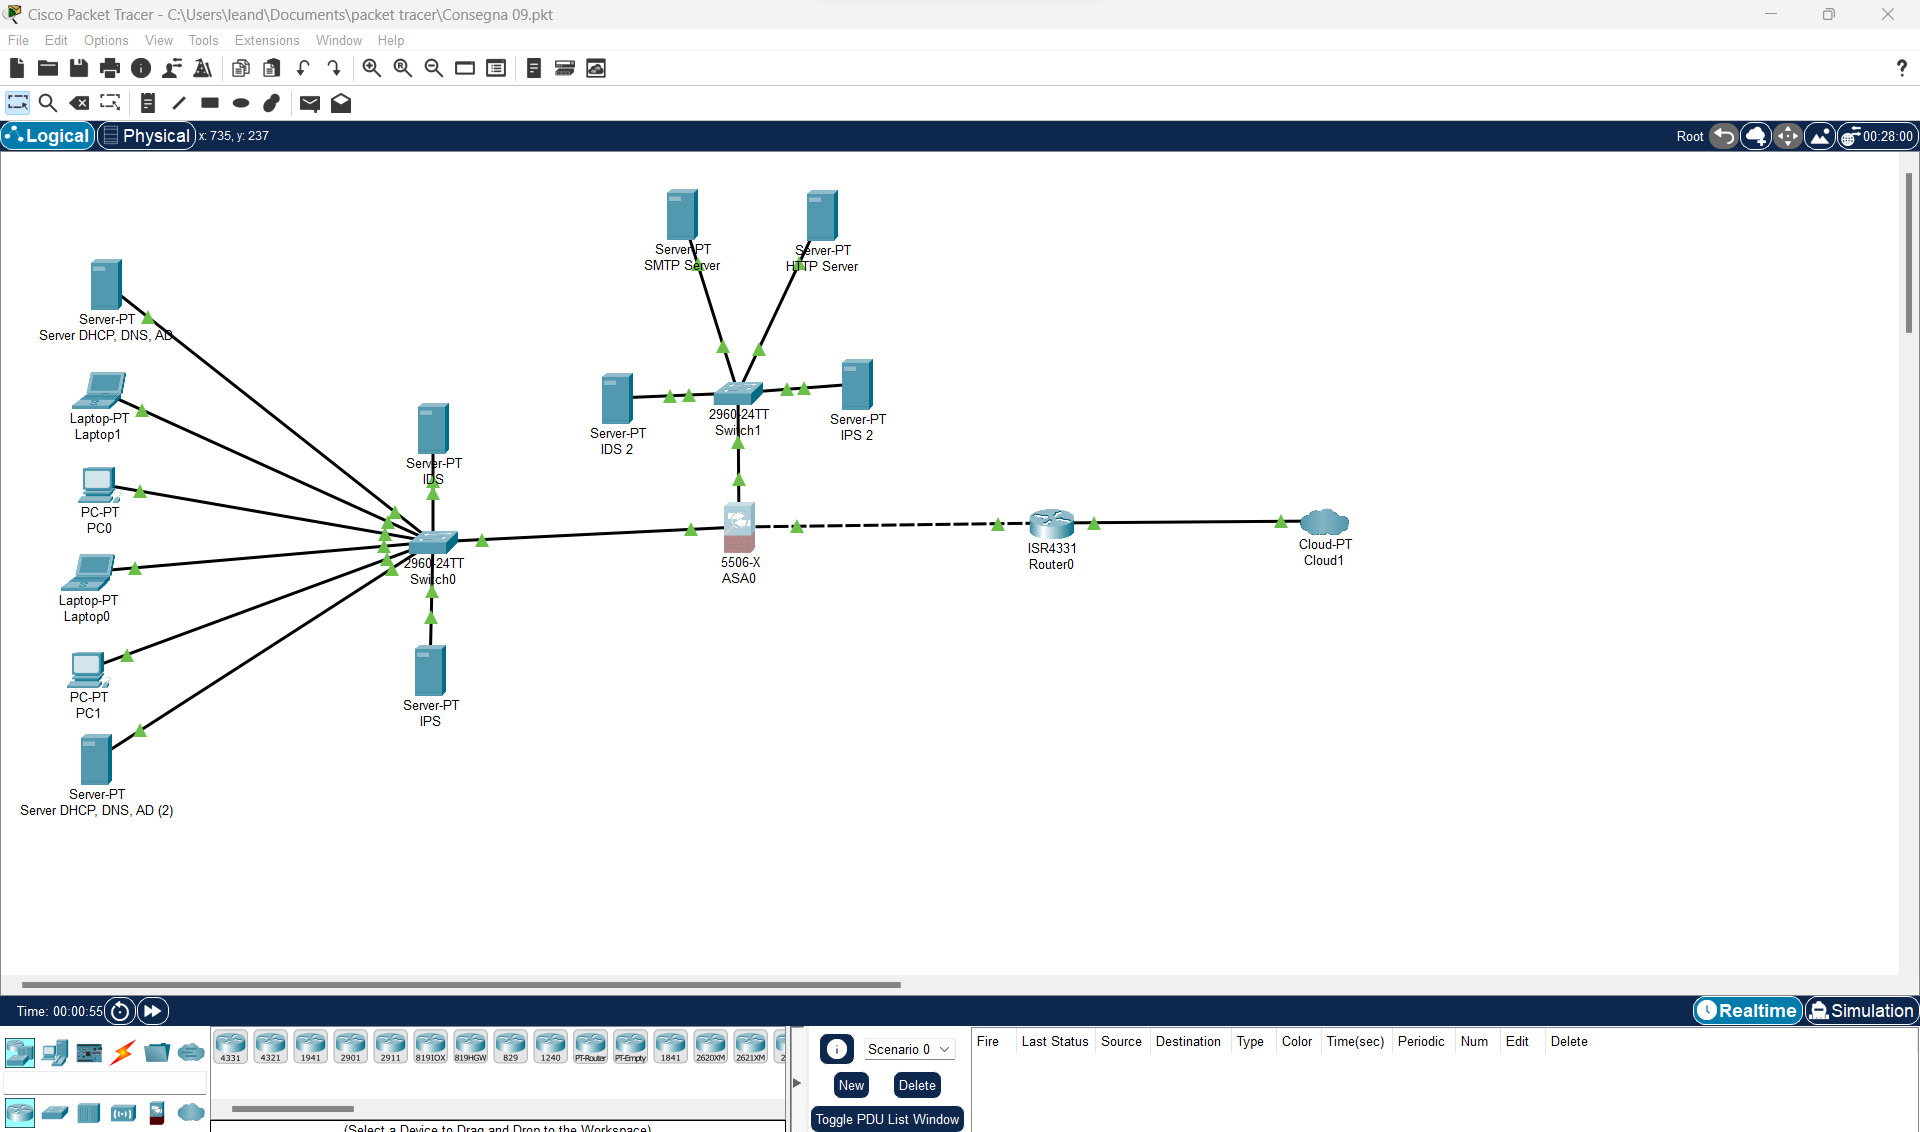 Cisco Packet Tracer - C:\Users\leand\Documents\packet tracer\Consegna 09.pkt
File Edit Options View Tools Extensions Window Help
?
Logical Physical x: 735, y: 237
Root 00:28:00
Server-PT
SMTP Server
Server-PT
HTTP Server
Server-PT
Server DHCP, DNS, AD
Laptop-PT
Laptop1
PC-PT
PC0
Laptop-PT
Laptop0
PC-PT
PC1
Server-PT
Server DHCP, DNS, AD (2)
Server-PT
IDS
2960-24TT
Switch0
Server-PT
IPS
Server-PT
IDS 2
2960-24TT
Switch1
Server-PT
IPS 2
5506-X
ASA0
ISR4331
Router0
Cloud-PT
Cloud1
Time: 00:00:55
Realtime Simulation
4331 4321 1941 2901 2911 819IOX 819HGW 829 1240 PT-Router PT-Empty 1841 2620XM 2621XM 2
(Select a Device to Drag and Drop to the Workspace)
Scenario 0
New Delete
Toggle PDU List Window
Fire Last Status Source Destination Type Color Time(sec) Periodic Num Edit Delete